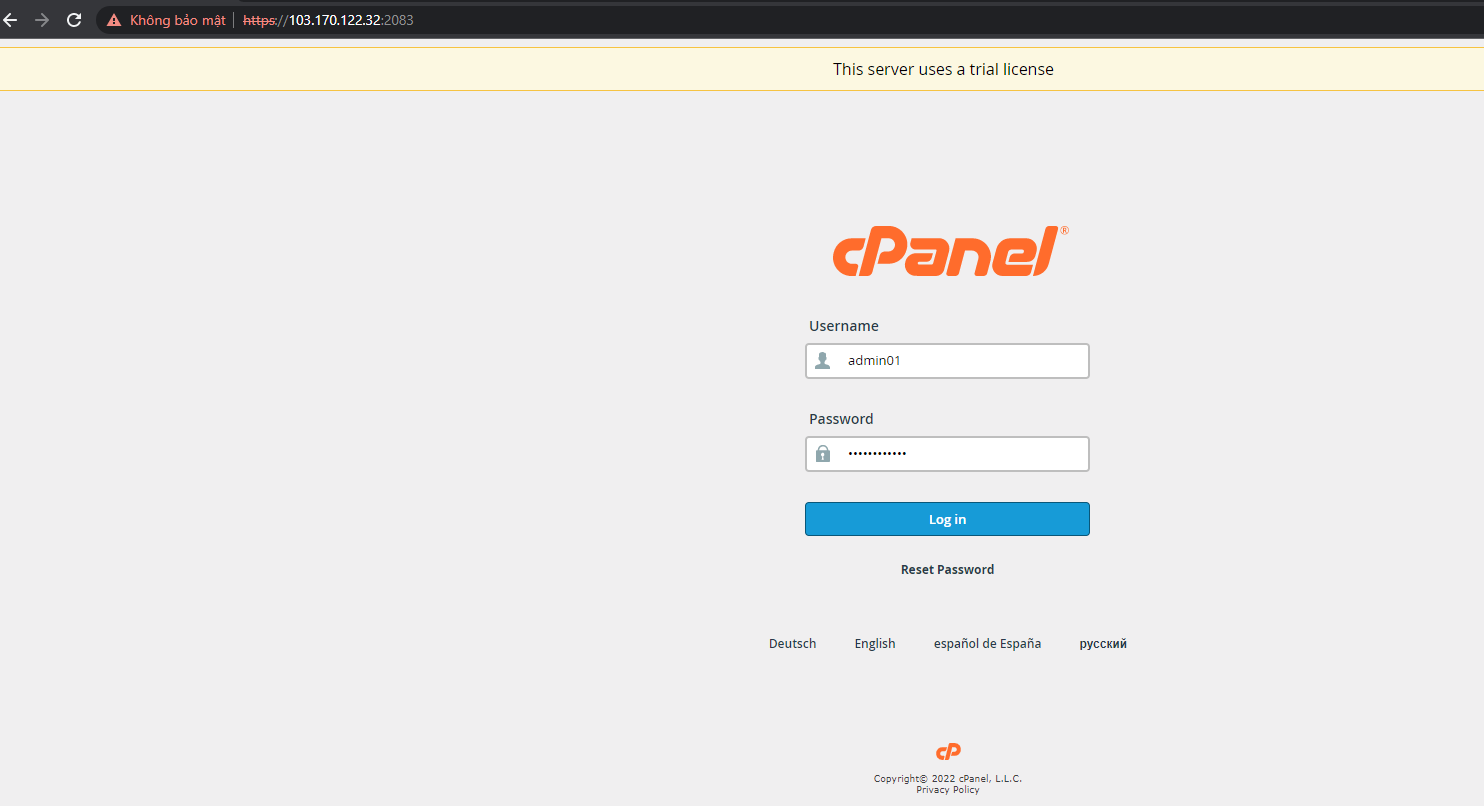 Không bảo mật https://103.170.122.32:2083
This server uses a trial license
cPanel®
Username
admin01
Password
••••••••••••
Log in
Reset Password
Deutsch English español de España русский
cP
Copyright© 2022 cPanel, L.L.C.
Privacy Policy